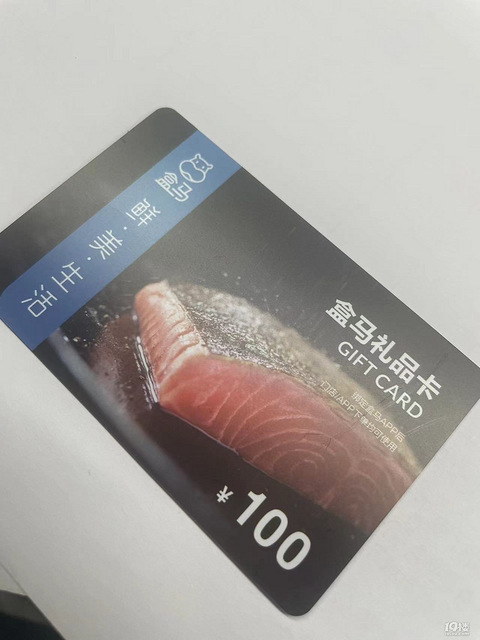 盒马
鲜·美·生活
盒马礼品卡
GIFT CARD
绑定盒马APP后
门店/APP下单均可使用
¥100